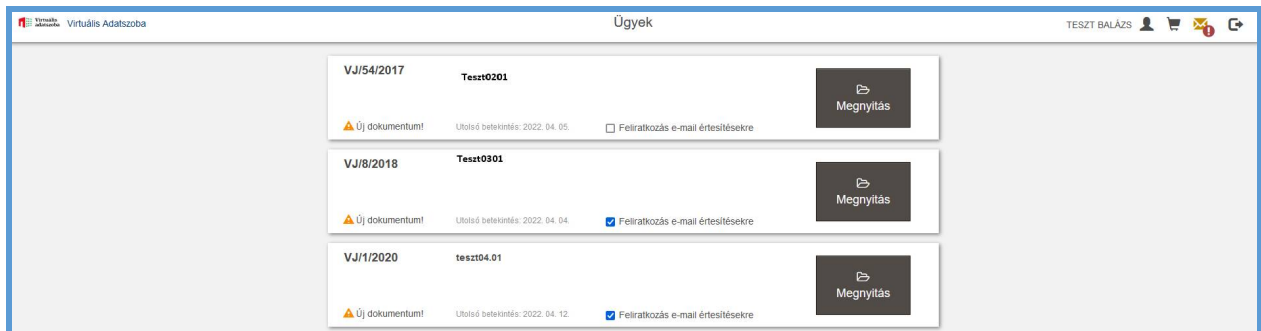 Virtuális
adatszoba
Virtuális Adatszoba
Ügyek
TESZT BALÁZS
VJ/54/2017
Teszt0201
Megnyitás
Új dokumentum!
Utolsó betekintés: 2022. 04. 05.
Feliratkozás e-mail értesítésekre
VJ/8/2018
Teszt0301
Megnyitás
Új dokumentum!
Utolsó betekintés: 2022. 04. 04.
Feliratkozás e-mail értesítésekre
VJ/1/2020
teszt04.01
Megnyitás
Új dokumentum!
Utolsó betekintés: 2022. 04. 12.
Feliratkozás e-mail értesítésekre